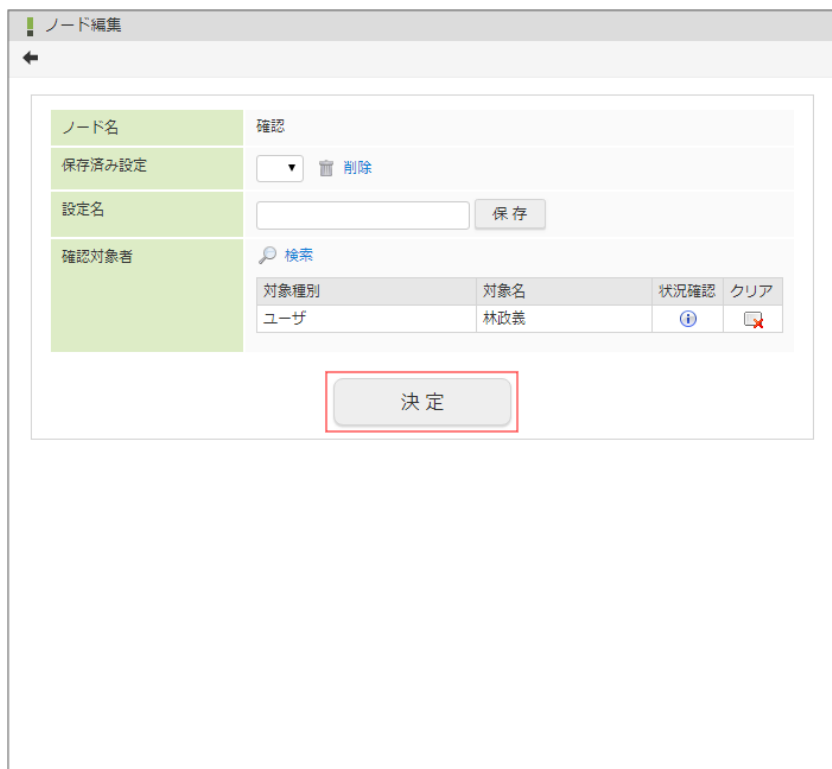 ノード編集
ノード名 確認
保存済み設定 削除
設定名 保存
確認対象者 検索
対象種別 対象名 状況確認 クリア
ユーザ 林政義
決定